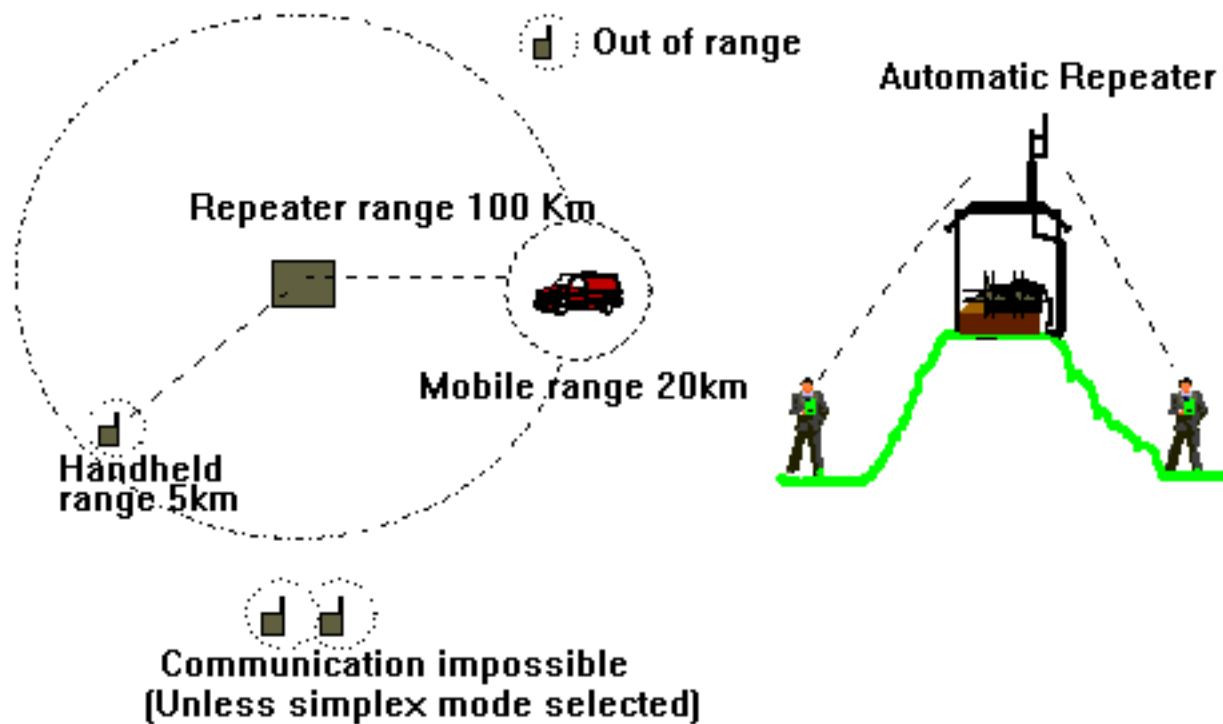 Out of range
Automatic Repeater
Repeater range 100 Km
Mobile range 20km
Handheld
range 5km
Communication impossible
(Unless simplex mode selected)